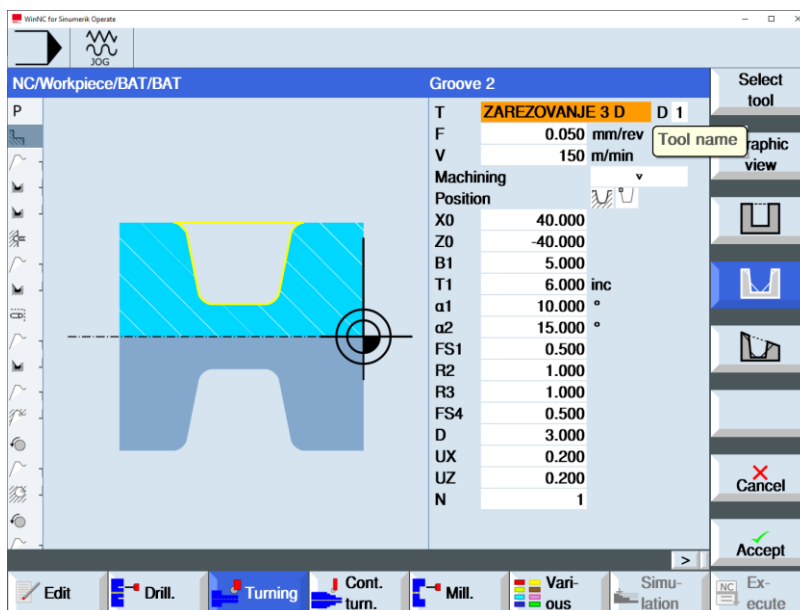 WinNC for Sinumerik Operate
JOG
NC/Workpiece/BAT/BAT
Groove 2
P
T ZAREZOVANJE 3 D D 1
F 0.050 mm/rev
V 150 m/min
Tool name
Machining ▿
Position
X0 40.000
Z0 -40.000
B1 5.000
T1 6.000 inc
α1 10.000 °
α2 15.000 °
FS1 0.500
R2 1.000
R3 1.000
FS4 0.500
D 3.000
UX 0.200
UZ 0.200
N 1
Select
tool
raphic
view
Cancel
Accept
>
Edit
Drill.
Turning
Cont.
turn.
Mill.
Vari-
ous
Simu-
lation
NC
Ex-
ecute